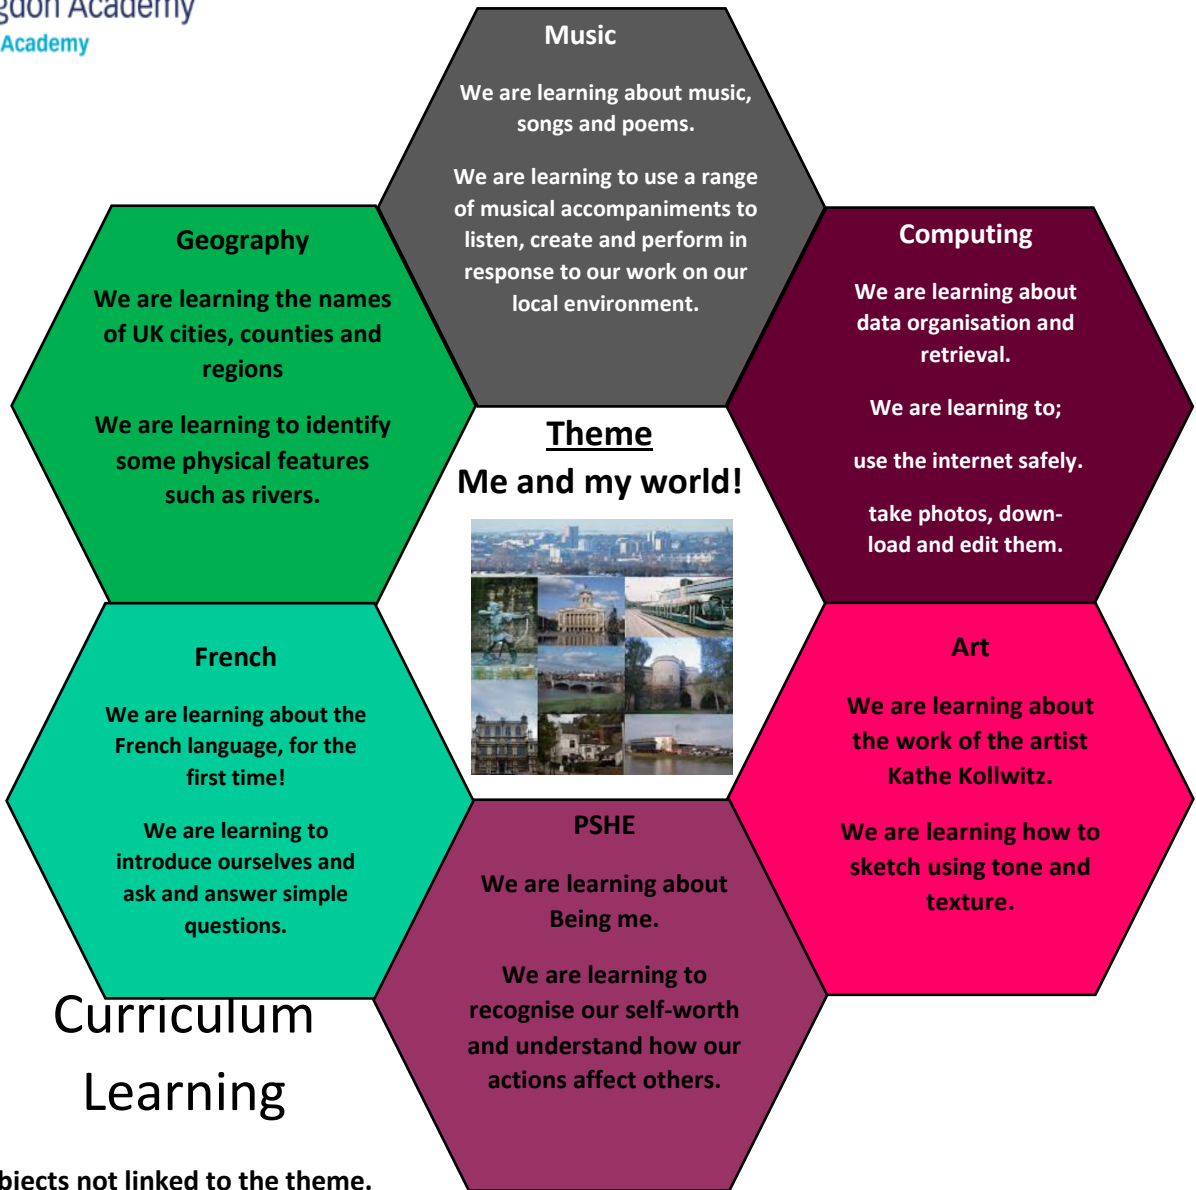 Academy
Academy
Music
We are learning about music,
songs and poems.
We are learning to use a range
of musical accompaniments to
listen, create and perform in
response to our work on our
local environment.
Geography
We are learning the names
of UK cities, counties and
regions
We are learning to identify
some physical features
such as rivers.
Computing
We are learning about
data organisation and
retrieval.
We are learning to;
use the internet safely.
take photos, down-
load and edit them.
Theme
Me and my world!
French
We are learning about the
French language, for the
first time!
We are learning to
introduce ourselves and
ask and answer simple
questions.
Art
We are learning about
the work of the artist
Kathe Kollwitz.
We are learning how to
sketch using tone and
texture.
PSHE
We are learning about
Being me.
We are learning to
recognise our self-worth
and understand how our
actions affect others.
Curriculum
Learning
not linked to the theme.